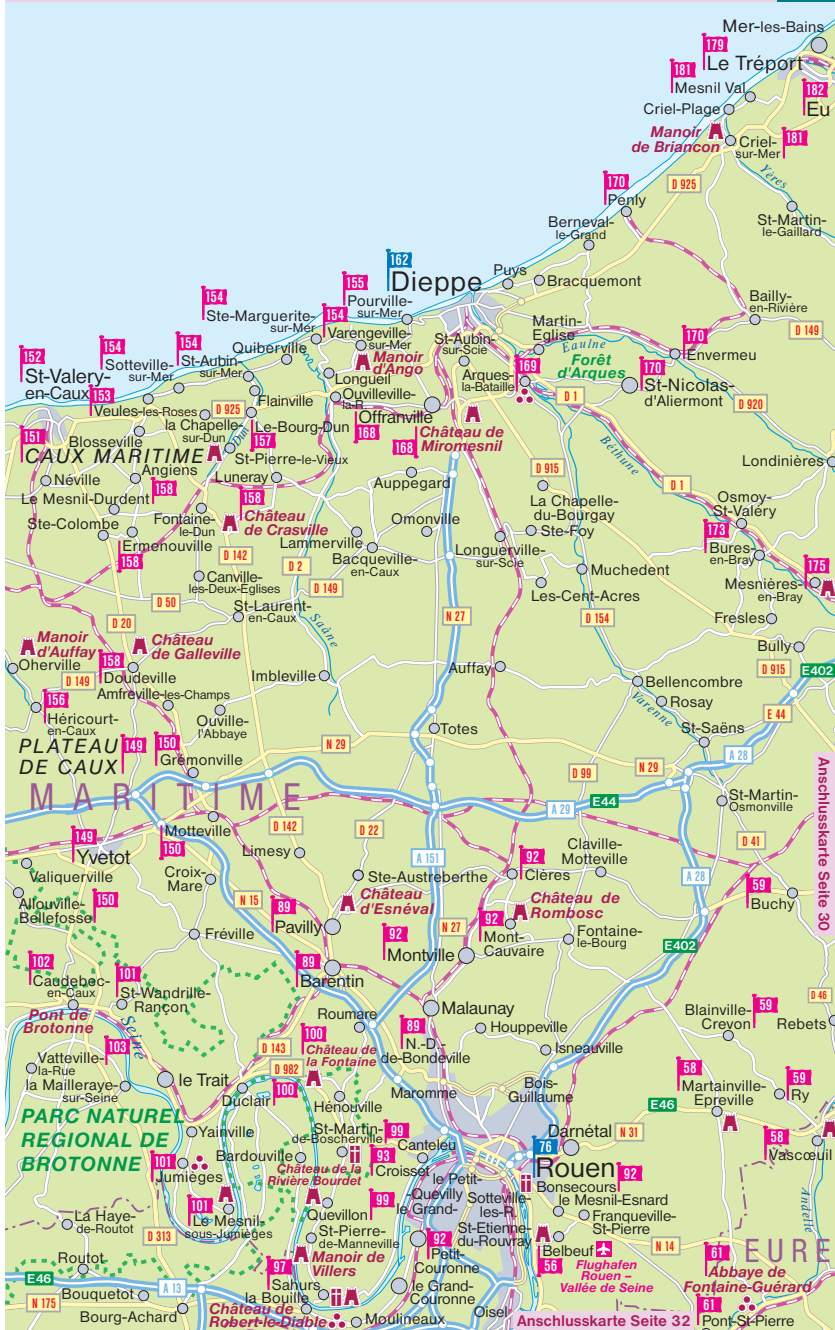 Mer-les-Bains
179
Le Tréport
181
Mesnil Val
182
Eu
Criel-Plage
Manoir
de Briancon
Criel-
sur-Mer
181
D 925
Yères
170
Penly
St-Martin-
le-Gaillard
Berneval-
le-Grand
162
Dieppe
Puys
Bracquemont
155
Pourville-
sur-Mer
154
Ste-Marguerite-
sur-Mer
154
Varengeville-
sur-Mer
Bailly-
en-Rivière
D 149
Martin-
Eglise
Eaulne
St-Aubin-
sur-Scie
170
Envermeu
Forêt
d'Arques
154
Quiberville
Manoir
d'Ango
152
St-Valery-
en-Caux
154
Sotteville-
sur-Mer
St-Aubin-
sur-Mer
Longueil
Arques-
la-Bataille
169
170
St-Nicolas-
d'Aliermont
153
Veules-les-Roses
D 925
Flainville
Ouvilleville-
la-R.
Offranville
D 1
D 920
la Chapelle-
sur-Dun
Le-Bourg-Dun
168
168
Château de
Miromesnil
151
Blosseville
Dun
157
CAUX MARITIME
St-Pierre-le-Vieux
Béthune
Londinières
Néville
Angiens
Luneray
Auppegard
D 915
D 1
Le Mesnil-Durdent
158
158
Château
de Crasville
La Chapelle-
du-Bourgay
Osmoy-
St-Valéry
Ste-Colombe
Fontaine-
le-Dun
Omonville
Ste-Foy
173
Ermenouville
158
D 142
Lammerville
Bacqueville-
en-Caux
Longuerville-
sur-Scie
Bures-
en-Bray
175
Canville-
les-Deux-Eglises
D 2
D 149
Muchedent
Mesnières-
en-Bray
Les-Cent-Acres
D 50
St-Laurent-
en-Caux
Saâne
N 27
D 154
Fresles
D 20
Manoir
d'Auffay
Château
de Galleville
Bully
Oherville
158
Doudeville
Auffay
D 915
E402
D 149
Amfreville-les-Champs
Imbleville
Bellencombre
156
Héricourt-
en-Caux
Ouville-
l'Abbaye
Varenne
Rosay
E 44
St-Saëns
Totes
PLATEAU
DE CAUX
149
150
Grémonville
N 29
A 28
D 99
N 29
MARITIME
Anschlusskarte Seite 30
A 29
E44
St-Martin-
Osmonville
Motteville
D 142
D 22
149
Yvetot
150
Limesy
A 151
D 41
Claville-
Motteville
Valiquerville
Croix-
Mare
Ste-Austreberthe
92
Clères
A 28
Allouville-
Bellefosse
150
N 15
Château
d'Esnéval
59
Buchy
89
Pavilly
92
Château de
Rombosc
Fréville
92
Montville
N 27
Mont-
Cauvaire
Fontaine-
le-Bourg
E402
102
Caudebec-
en-Caux
101
St-Wandrille-
Rançon
89
Barentin
D 46
Pont de
Brotonne
Seine
Malaunay
Roumare
Houppeville
Blainville-
Crevon
59
Rebets
103
D 143
100
Château de
la Fontaine
89
N.-D.-
de-Bondeville
Isneauville
Vatteville-
la-Rue
D 982
la Mailleraye-
sur-Seine
le Trait
100
Duclair
Maromme
Bois-
Guillaume
58
Martainville-
Epreville
59
Ry
Hénouville
E46
PARC NATUREL
REGIONAL DE
BROTONNE
Yainville
St-Martin-
de-Boscherville
99
Canteleu
76
Darnétal
N 31
Bardouville
93
Croisset
58
Vascœuil
101
Jumièges
Château de la
Rivière Bourdet
Rouen
92
le Petit-
-Quevilly
le Grand-
Bonsecours
Sotteville-
les-R.
le Mesnil-Esnard
Andelle
101
Le Mesnil-
sous-Jumièges
Quevillon
99
Franqueville-
St-Pierre
La Haye-
de-Routot
St-Pierre-
de-Manneville
St-Etienne-
du-Rouvray
D 313
92
Petit-
Couronne
Belbeuf
N 14
EURE
Routot
Manoir de
Villers
56
Flughafen
Rouen –
Vallée de Seine
61
Abbaye de
Fontaine-Guérard
E46
A 13
97
Sahurs
Bouquetot
la Bouille
le Grand-
Couronne
N 175
Bourg-Achard
Château de
Robert-le-Diable
Moulineaux
Oisel
61
Pont-St-Pierre
Anschlusskarte Seite 32